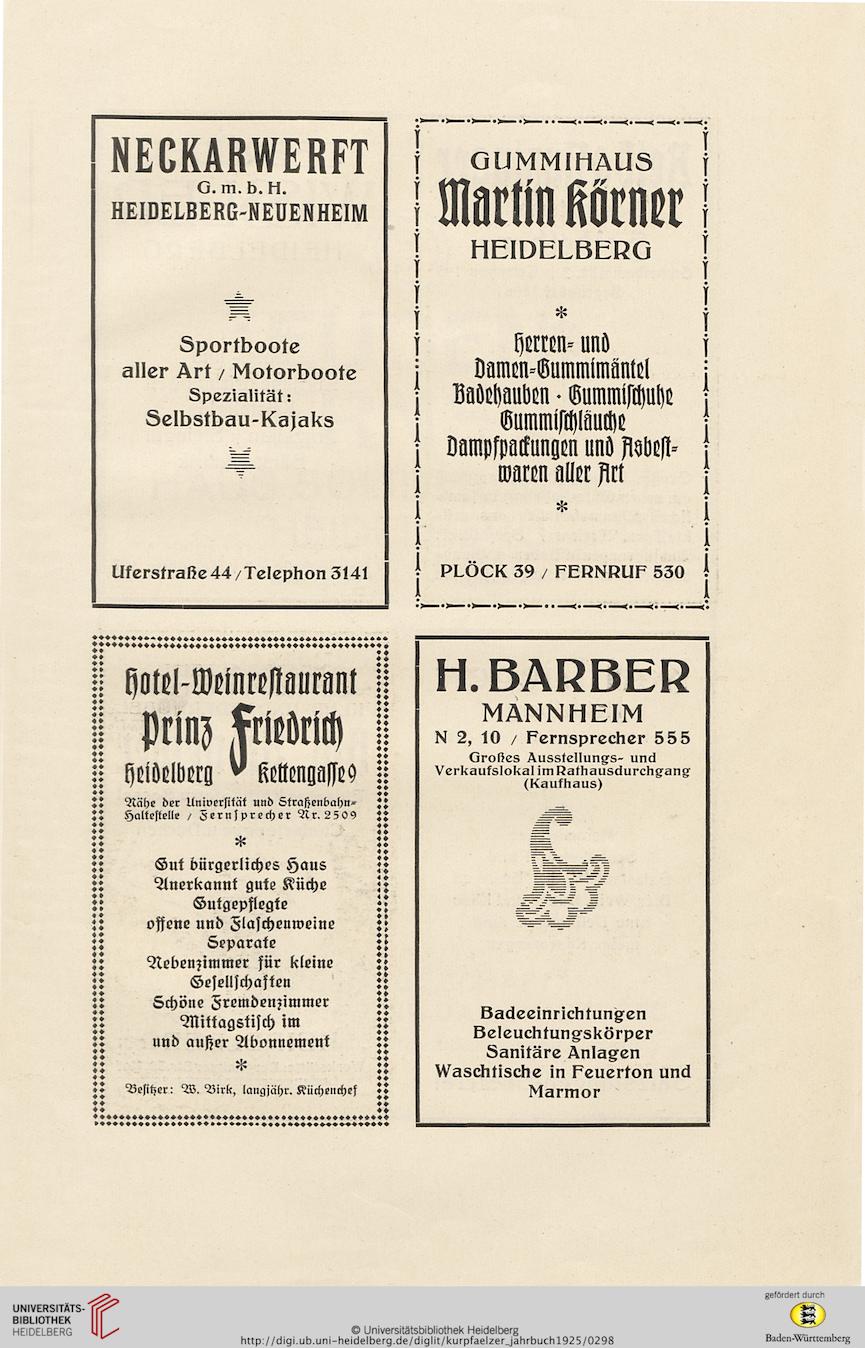 NECKARWERFT
G. m. b. H.
HEIDELBERG-NEUENHEIM
Sportboote
aller Art / Motorboote
Spezialität:
Selbstbau-Kajaks
Uferstraße 44 / Telephon 3141
GUMMIHAUS
Martin Körner
HEIDELBERG
*
Herren- und
Damen-Gummimäntel
Badehauben · Gummischuhe
Gummischläuche
Dampfpackungen und Asbest-
waren aller Art
*
PLÖCK 39 / FERNRUF 530
Hotel-Weinrestaurant
Prinz Friedrich
Heidelberg Kettengasse 9
Nähe der Universität und Straßenbahn-
Haltestelle / Fernsprecher Nr. 2509
*
Gut bürgerliches Haus
Anerkannt gute Küche
Gutgepflegte
offene und Flaschenweine
Separate
Nebenzimmer für kleine
Gesellschaften
Schöne Fremdenzimmer
Mittagstisch im
und außer Abonnement
*
Besitzer: W. Birk, langjähr. Küchenchef
H. BARBER
MANNHEIM
N 2, 10 / Fernsprecher 555
Großes Ausstellungs- und
Verkaufslokal im Rathausdurchgang
(Kaufhaus)
Badeeinrichtungen
Beleuchtungskörper
Sanitäre Anlagen
Waschtische in Feuerton und
Marmor
UNIVERSITÄTS-
BIBLIOTHEK
HEIDELBERG
© Universitätsbibliothek Heidelberg
http://digi.ub.uni-heidelberg.de/diglit/kurpfaelzer_jahrbuch1925/0298
gefördert durch
Baden-Württemberg